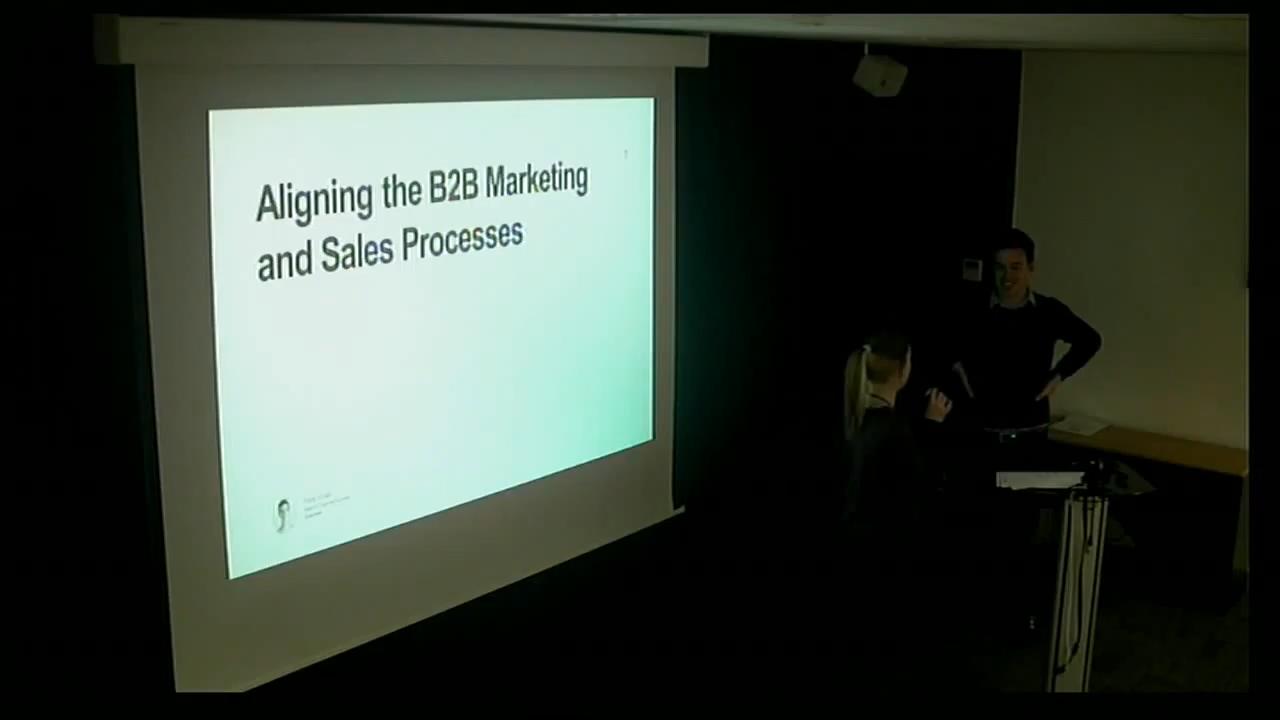 Aligning the B2B Marketing
and Sales Processes